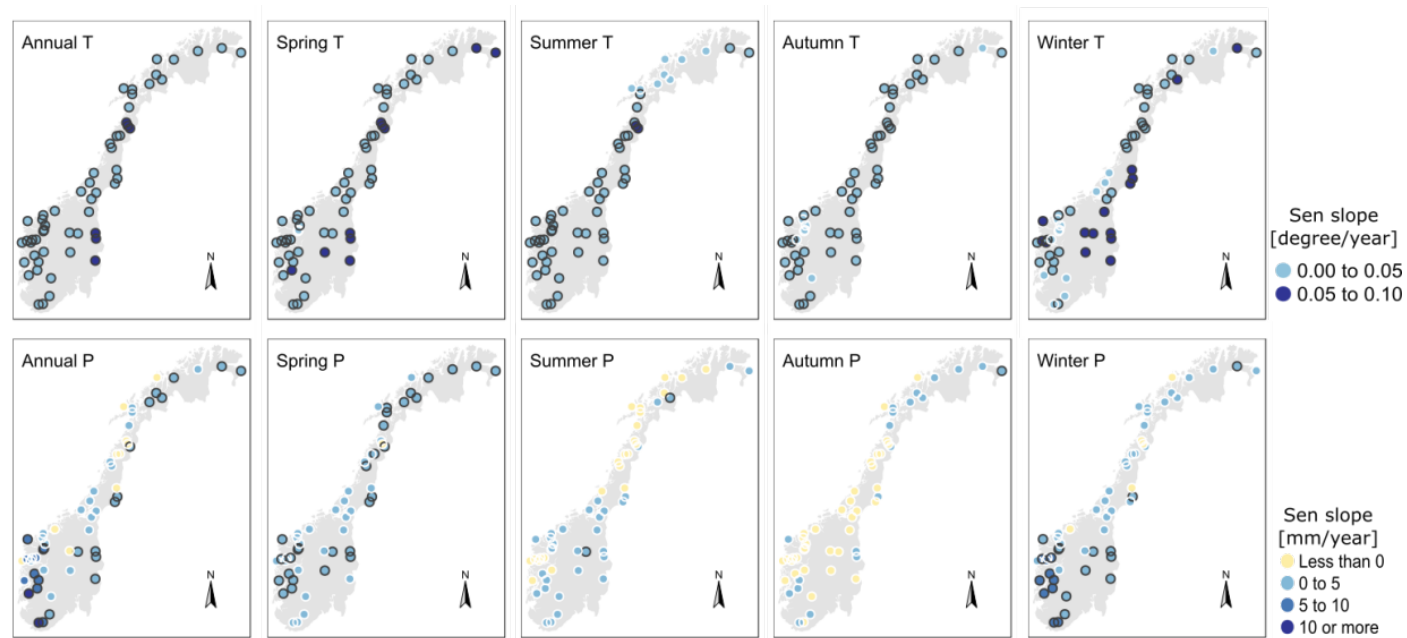 Annual T
Spring T
Summer T
Autumn T
Winter T
N
N
N
N
N
Sen slope
[degree/year]
0.00 to 0.05
0.05 to 0.10
Annual P
Spring P
Summer P
Autumn P
Winter P
N
N
N
N
N
Sen slope
[mm/year]
Less than 0
0 to 5
5 to 10
10 or more